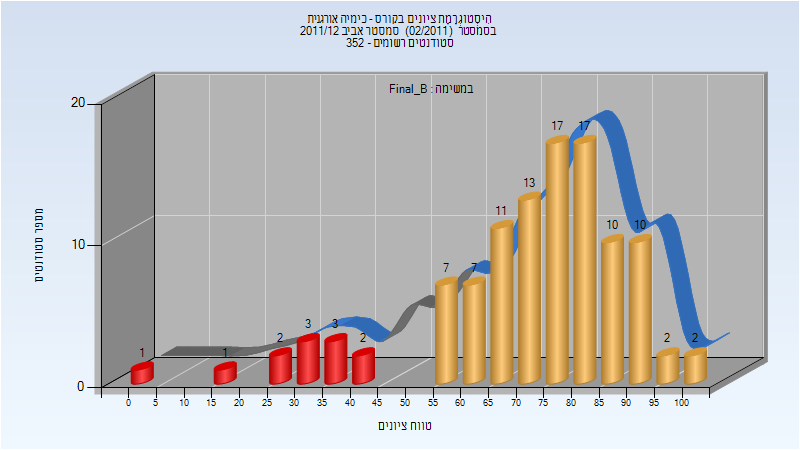 היסטוגרמת ציונים בקורס - כימיה אורגנית
בסמסטר (02/2011) סמסטר אביב 2011/12
סטודנטים רשומים - 352
במשימה : Final_B
מספר סטודנטים
20
10
0
1 1 2 3 3 2 7 7 11 13 17 17 10 10 2 2
0 5 10 15 20 25 30 35 40 45 50 55 60 65 70 75 80 85 90 95 100
טווח ציונים